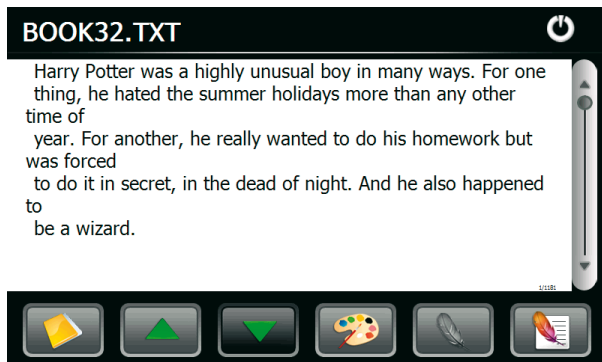 BOOK32.TXT
Harry Potter was a highly unusual boy in many ways. For one
thing, he hated the summer holidays more than any other
time of
year. For another, he really wanted to do his homework but
was forced
to do it in secret, in the dead of night. And he also happened
to
be a wizard.
1/1181